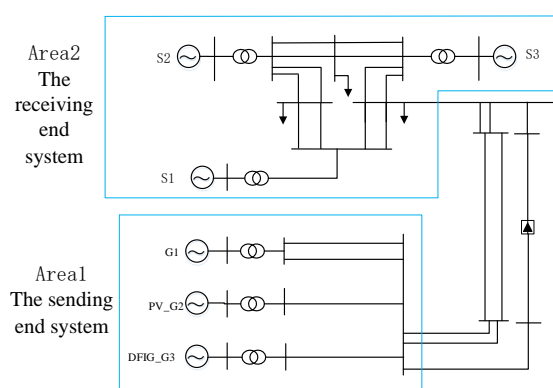 Area2
The
receiving
end
system
S2
S3
S1
Area1
The sending
end system
G1
PV_G2
DFIG_G3